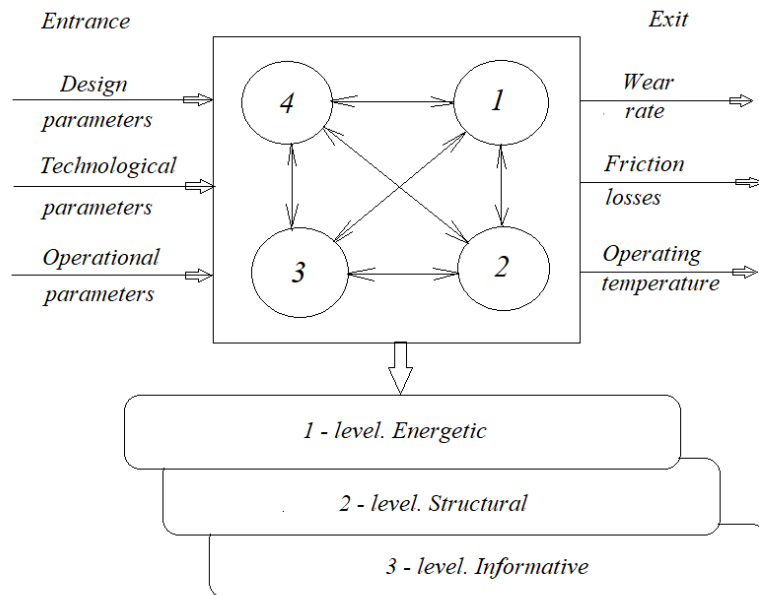 Entrance
Exit
Design
parameters
Technological
parameters
Operational
parameters
4
1
3
2
Wear
rate
Friction
losses
Operating
temperature
1 - level. Energetic
2 - level. Structural
3 - level. Informative